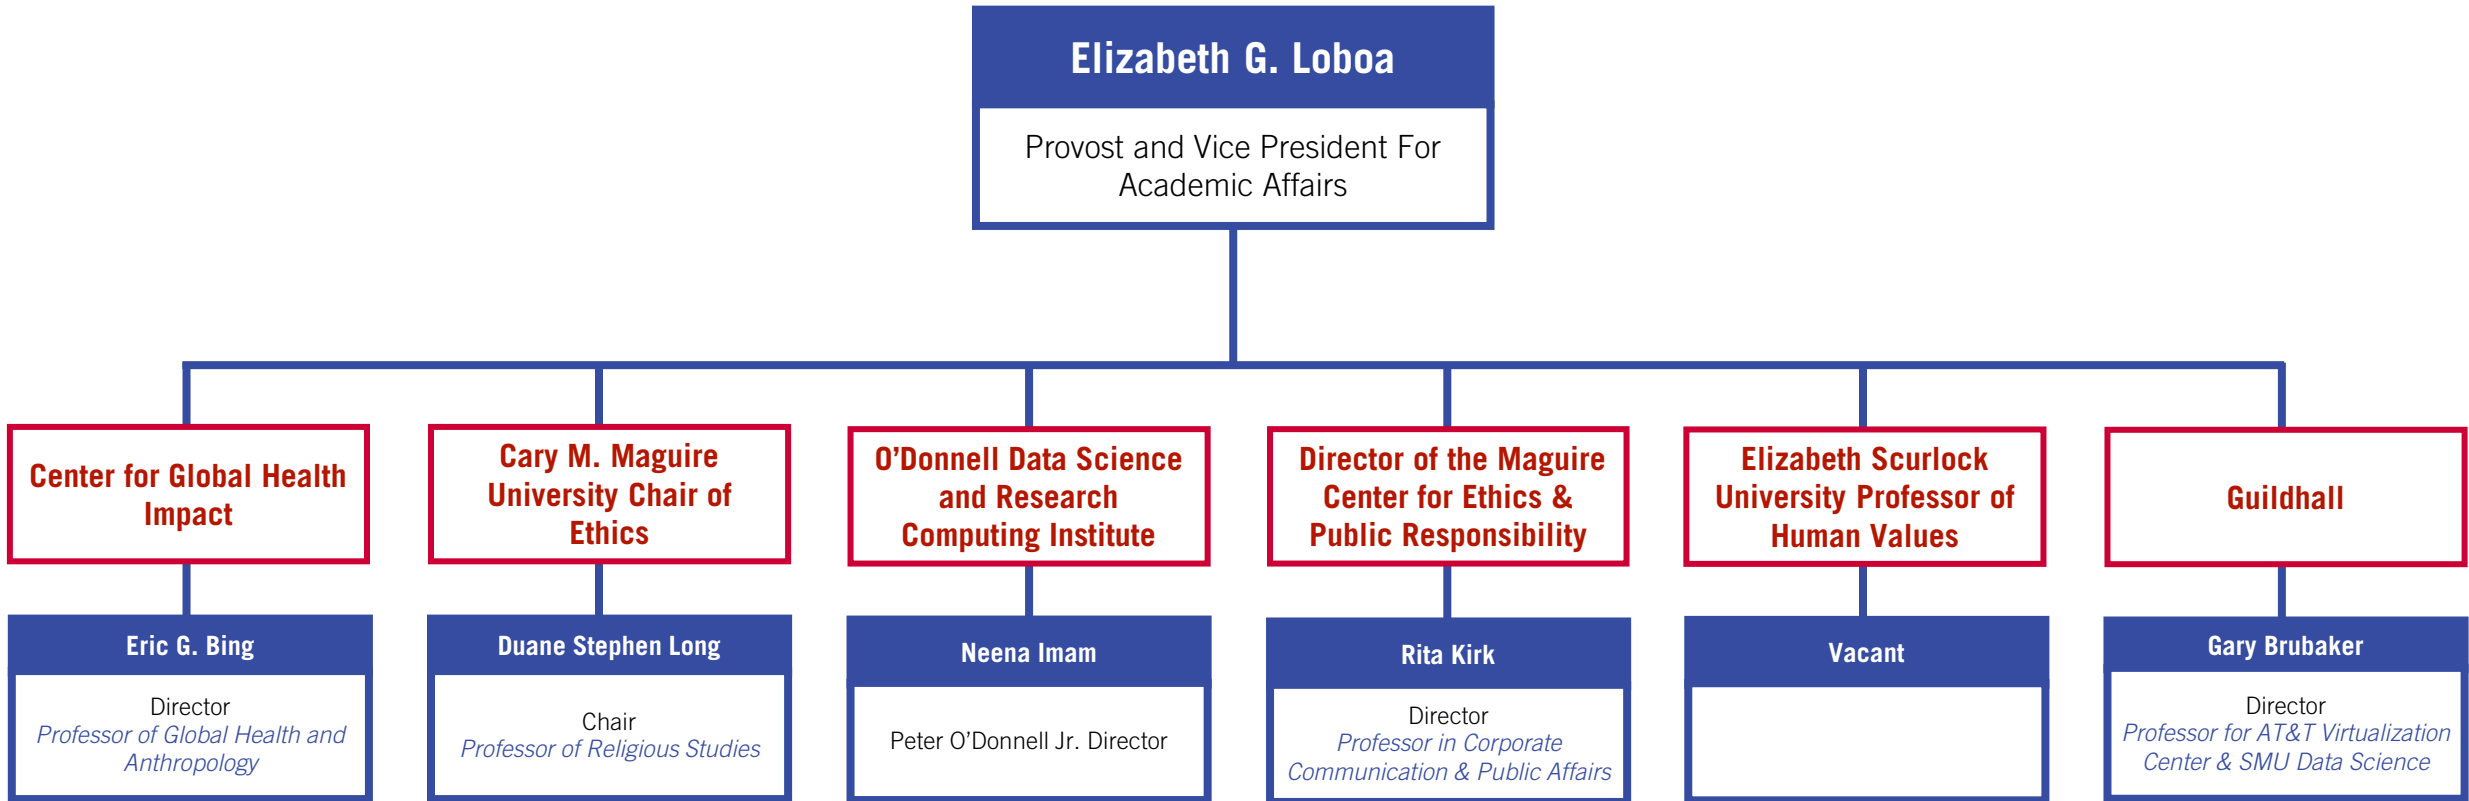 Elizabeth G. Loboa
Provost and Vice President For
Academic Affairs
Center for Global Health
Impact
Cary M. Maguire
University Chair of
Ethics
O’Donnell Data Science
and Research
Computing Institute
Director of the Maguire
Center for Ethics &
Public Responsibility
Elizabeth Scurlock
University Professor of
Human Values
Guildhall
Eric G. Bing
Director
Professor of Global Health and
Anthropology
Duane Stephen Long
Chair
Professor of Religious Studies
Neena Imam
Peter O’Donnell Jr. Director
Rita Kirk
Director
Professor in Corporate
Communication & Public Affairs
Vacant
Gary Brubaker
Director
Professor for AT&T Virtualization
Center & SMU Data Science